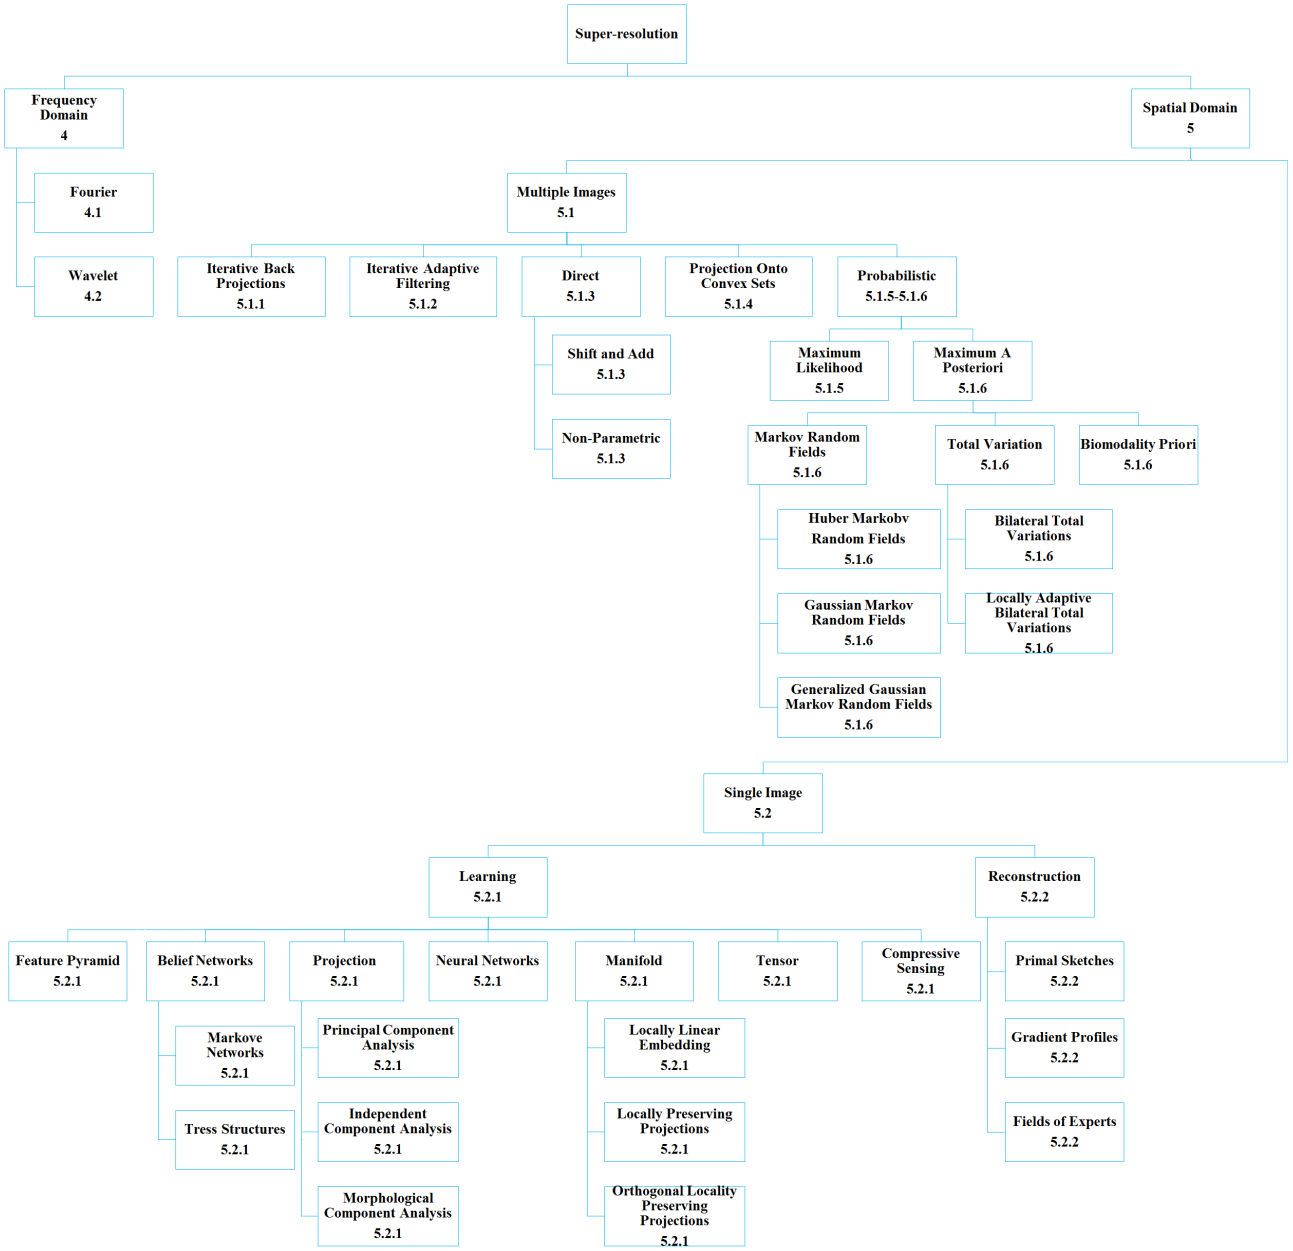 Super-resolution
Frequency
Domain
4
Spatial Domain
5
Fourier
4.1
Wavelet
4.2
Multiple Images
5.1
Iterative Back
Projections
5.1.1
Iterative Adaptive
Filtering
5.1.2
Direct
5.1.3
Projection Onto
Convex Sets
5.1.4
Probabilistic
5.1.5-5.1.6
Shift and Add
5.1.3
Non-Parametric
5.1.3
Maximum
Likelihood
5.1.5
Maximum A
Posteriori
5.1.6
Markov Random
Fields
5.1.6
Total Variation
5.1.6
Biomodality Priori
5.1.6
Huber Markobv
Random Fields
5.1.6
Gaussian Markov
Random Fields
5.1.6
Generalized Gaussian
Markov Random Fields
5.1.6
Bilateral Total
Variations
5.1.6
Locally Adaptive
Bilateral Total
Variations
5.1.6
Single Image
5.2
Learning
5.2.1
Reconstruction
5.2.2
Feature Pyramid
5.2.1
Belief Networks
5.2.1
Projection
5.2.1
Neural Networks
5.2.1
Manifold
5.2.1
Tensor
5.2.1
Compressive
Sensing
5.2.1
Primal Sketches
5.2.2
Gradient Profiles
5.2.2
Fields of Experts
5.2.2
Markove
Networks
5.2.1
Tress Structures
5.2.1
Principal Component
Analysis
5.2.1
Independent
Component Analysis
5.2.1
Morphological
Component Analysis
5.2.1
Locally Linear
Embedding
5.2.1
Locally Preserving
Projections
5.2.1
Orthogonal Locality
Preserving
Projections
5.2.1